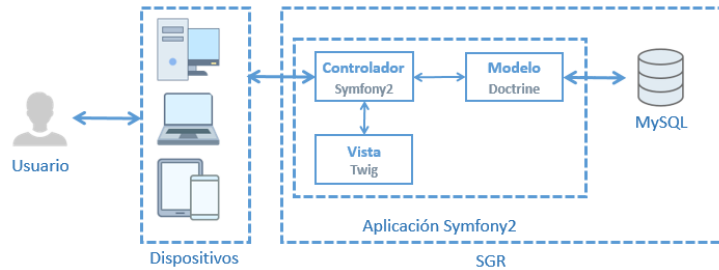 Controlador
Symfony2
Modelo
Doctrine
MySQL
Usuario
Vista
Twig
Aplicación Symfony2
Dispositivos
SGR